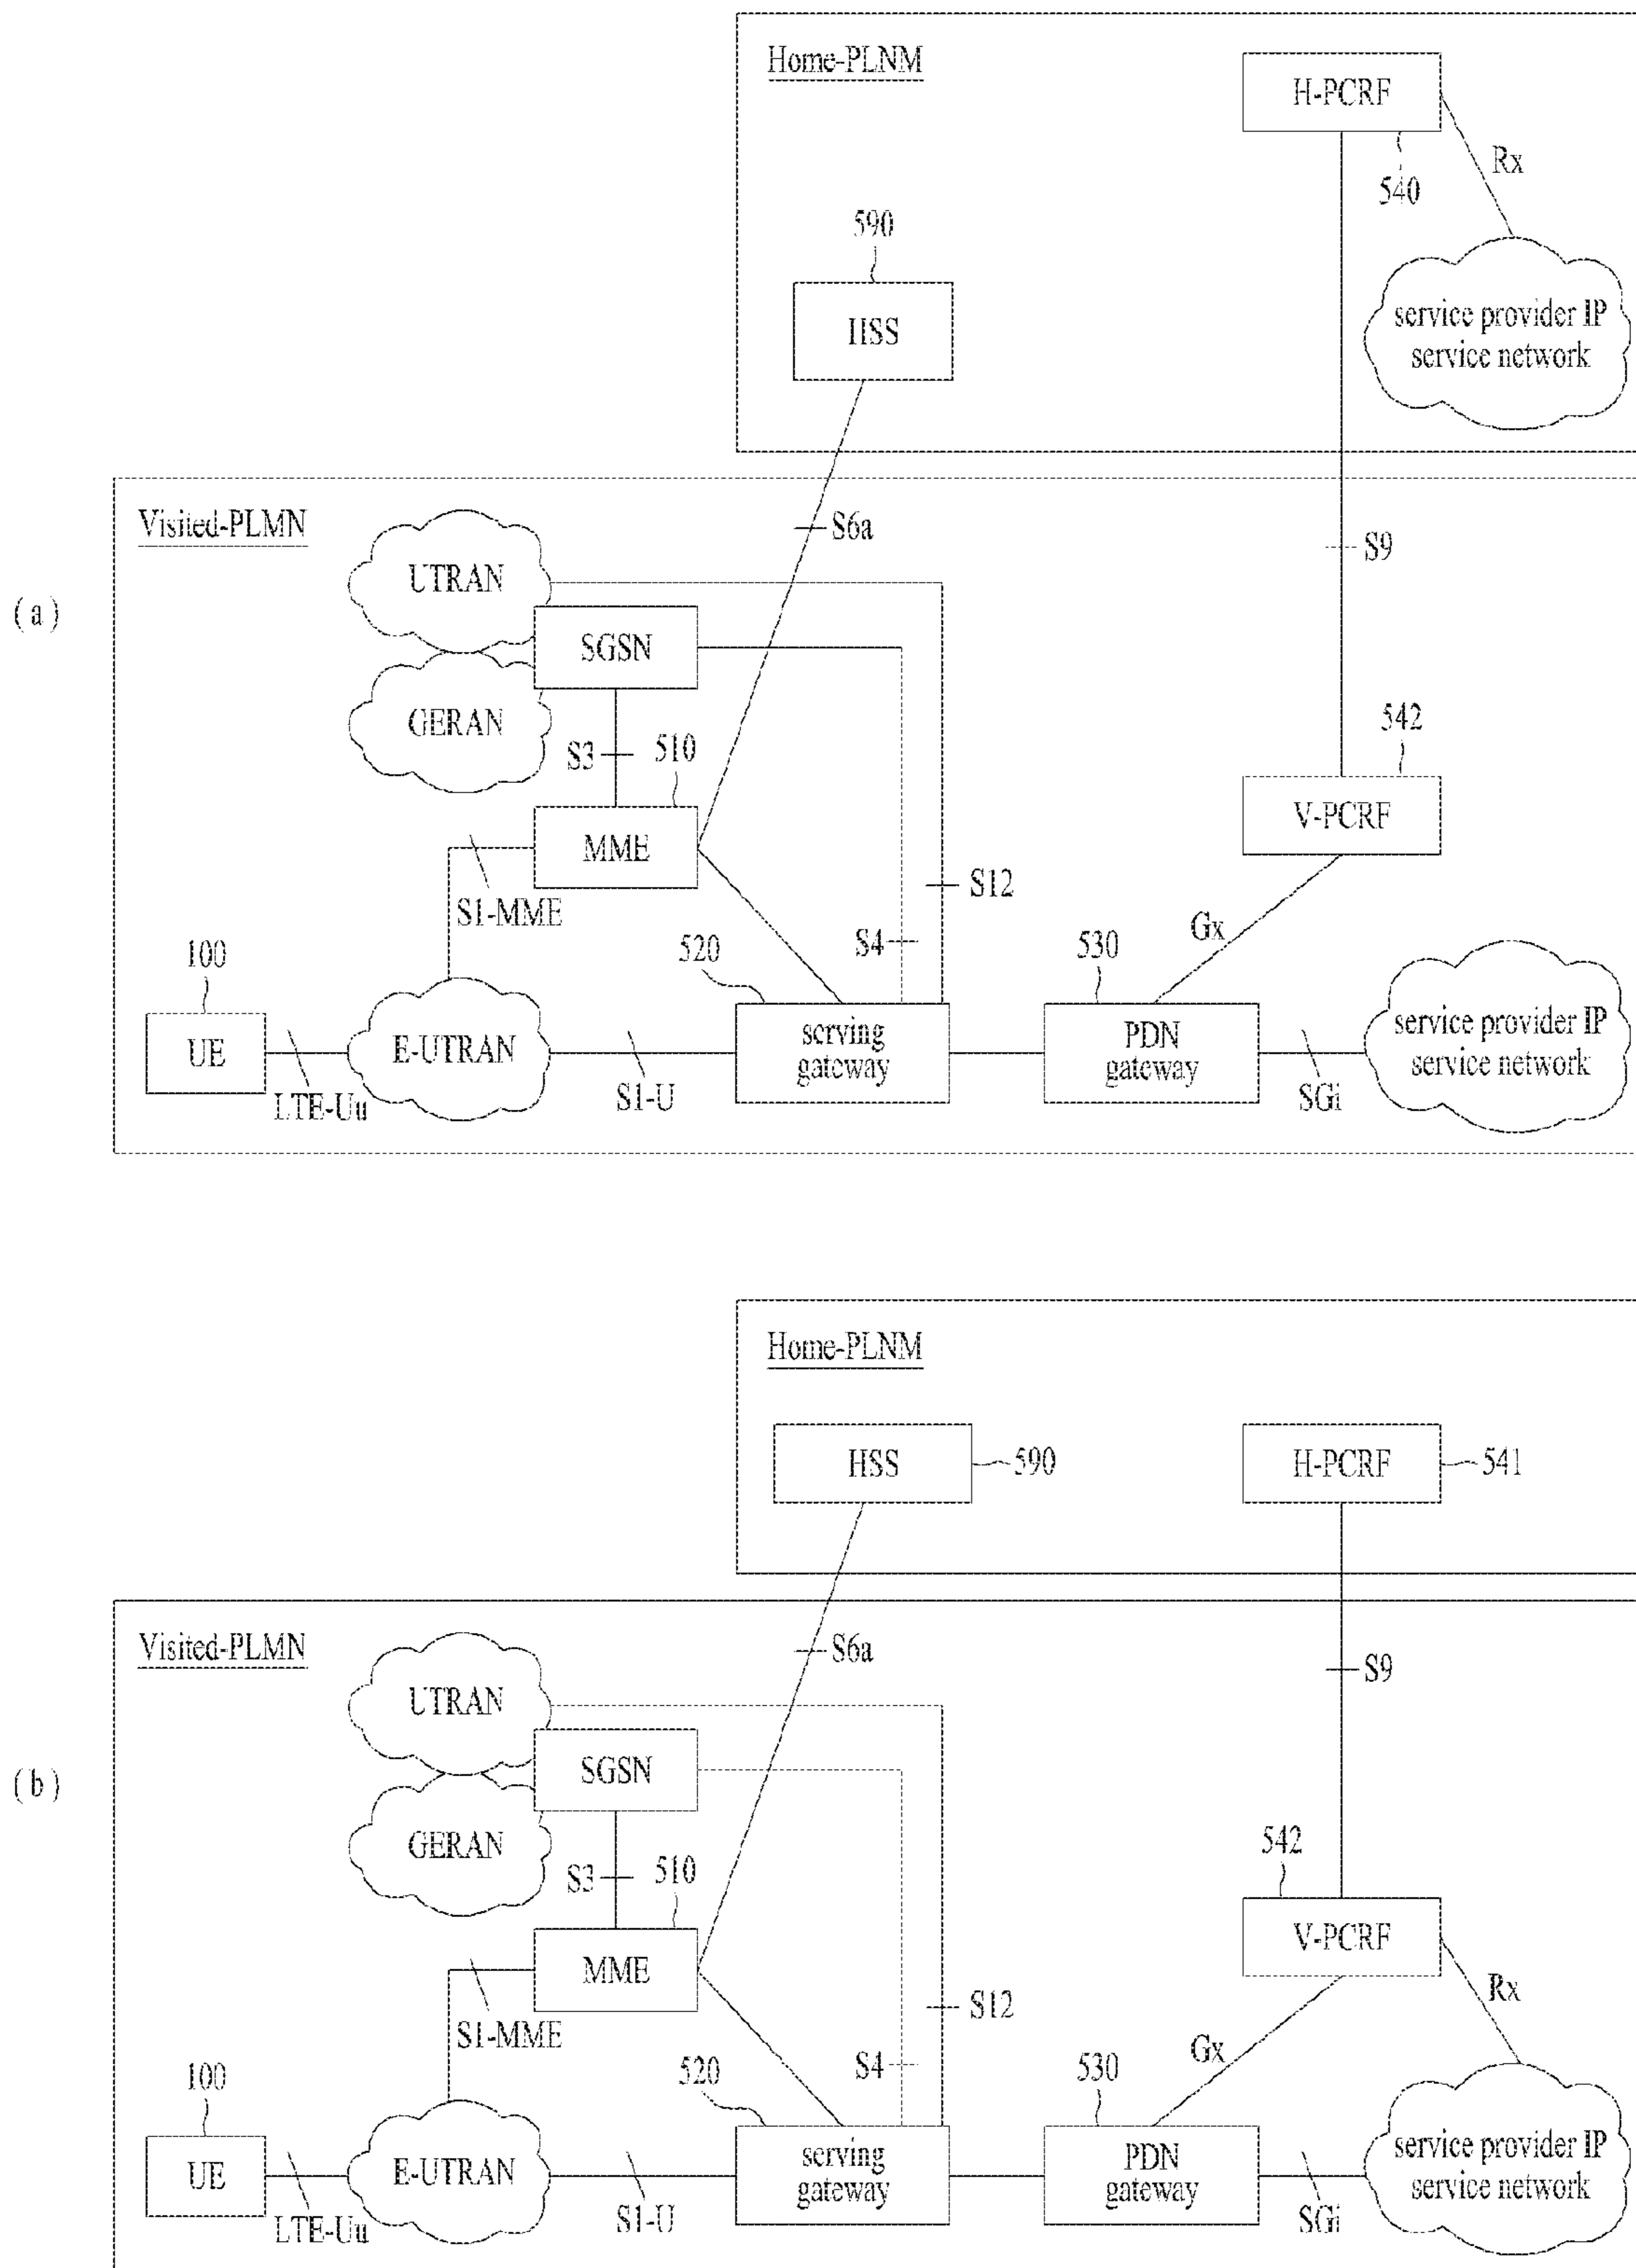 Home-PLNM
H-PCRF
540
Rx
590
HSS
service provider IP
service network
(a)
Visited-PLMN
S6a
S9
UTRAN
SGSN
GERAN
S3
510
542
MME
V-PCRF
S1-MME
S12
S4
Gx
100
520
530
UE
E-UTRAN
serving
gateway
PDN
gateway
service provider IP
service network
LTE-Uu
S1-U
SGi
Home-PLNM
HSS
590
H-PCRF
541
(b)
Visited-PLMN
S6a
S9
UTRAN
SGSN
GERAN
S3
510
542
MME
V-PCRF
S1-MME
S12
Rx
S4
Gx
100
520
530
UE
E-UTRAN
serving
gateway
PDN
gateway
service provider IP
service network
LTE-Uu
S1-U
SGi